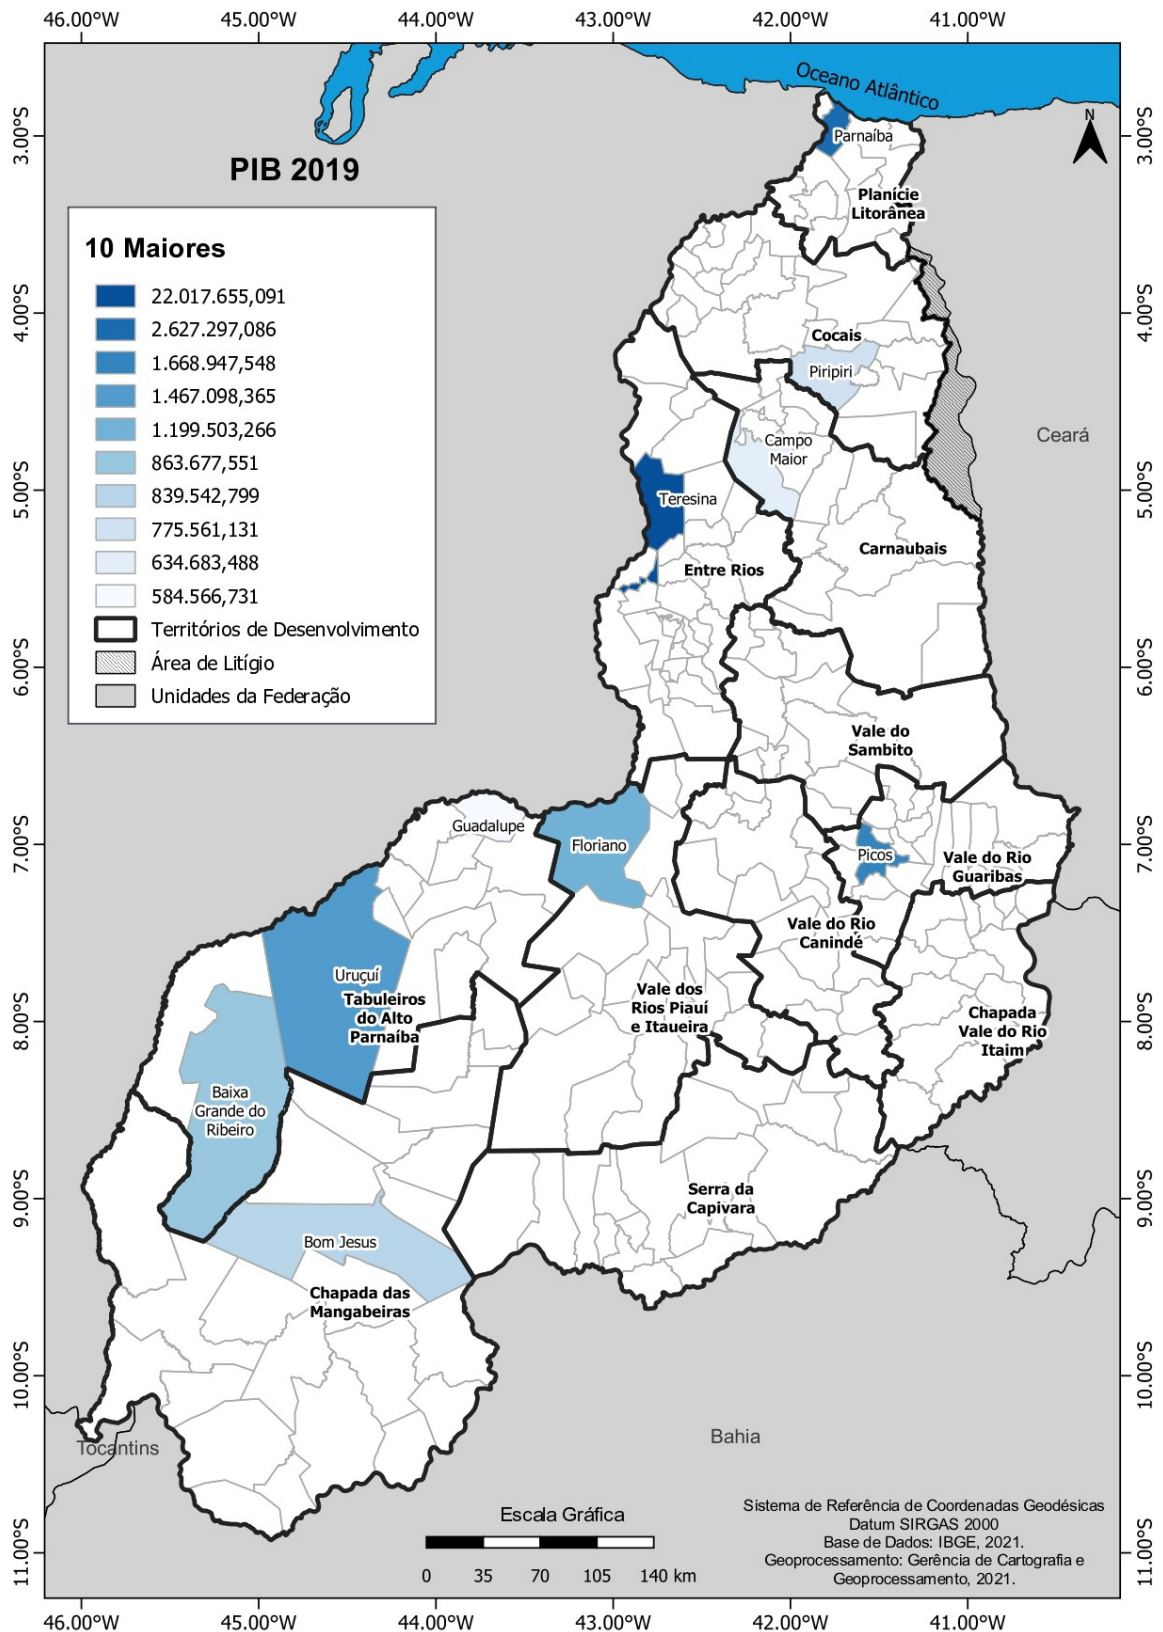 46.00°W 45.00°W 44.00°W 43.00°W 42.00°W 41.00°W
Oceano Atlântico
N
3.00°S
3.00°S
Parnaíba
PIB 2019
Planície
Litorânea
10 Maiores
22.017.655,091
2.627.297,086
1.668.947,548
1.467.098,365
1.199.503,266
863.677,551
839.542,799
775.561,131
634.683,488
584.566,731
Territórios de Desenvolvimento
Área de Litígio
Unidades da Federação
4.00°S
4.00°S
Cocais
Piripiri
Ceará
Campo
Maior
5.00°S
5.00°S
Teresina
Carnaubais
Entre Rios
6.00°S
6.00°S
Vale do
Sambito
7.00°S
7.00°S
Guadalupe
Floriano
Picos
Vale do Rio
Guaribas
Vale do Rio
Canindé
Uruçuí
Tabuleiros
do Alto
Parnaíba
Vale dos
Rios Piauí
e Itaueira
Chapada
Vale do Rio
Itaim
8.00°S
8.00°S
Baixa
Grande do
Ribeiro
9.00°S
9.00°S
Serra da
Capivara
Bom Jesus
Chapada das
Mangabeiras
10.00°S
10.00°S
Tocantins
Bahia
Escala Gráfica
0 35 70 105 140 km
Sistema de Referência de Coordenadas Geodésicas
Datum SIRGAS 2000
Base de Dados: IBGE, 2021.
Geoprocessamento: Gerência de Cartografia e
Geoprocessamento, 2021.
11.00°S
11.00°S
46.00°W 45.00°W 44.00°W 43.00°W 42.00°W 41.00°W